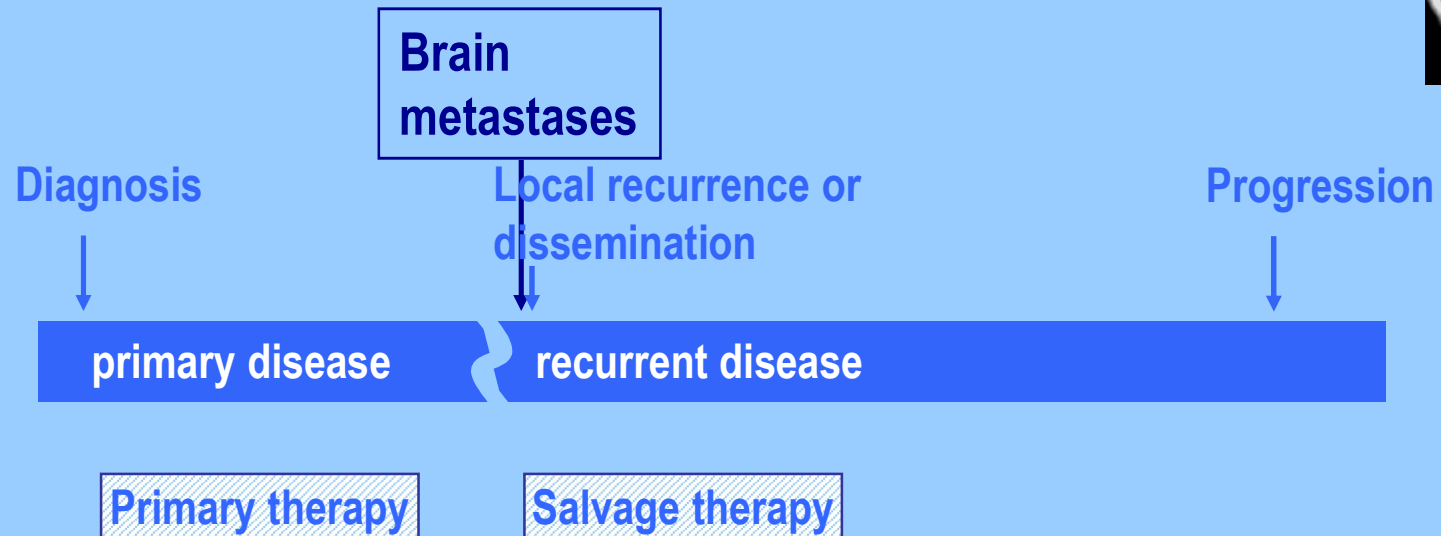 Brain
metastases
Diagnosis
Local recurrence or
dissemination
Progression
primary disease
recurrent disease
Primary therapy
Salvage therapy